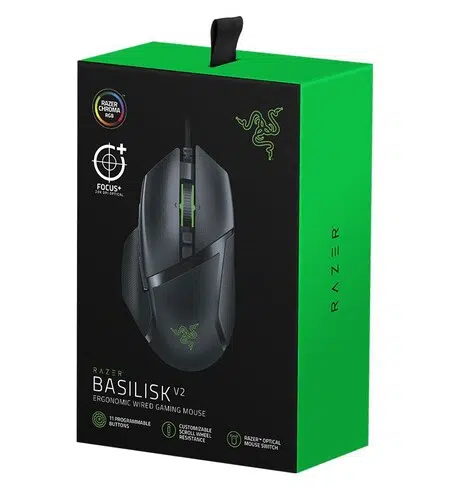 RAZER
CHROMA
RGB
FOCUS+
RAZER
BASILISK V2
ERGONOMIC WIRED GAMING MOUSE
11 PROGRAMMABLE
BUTTONS
CUSTOMIZABLE
SCROLL WHEEL
RESISTANCE
RAZER™ OPTICAL
MOUSE SWITCH
RAZER